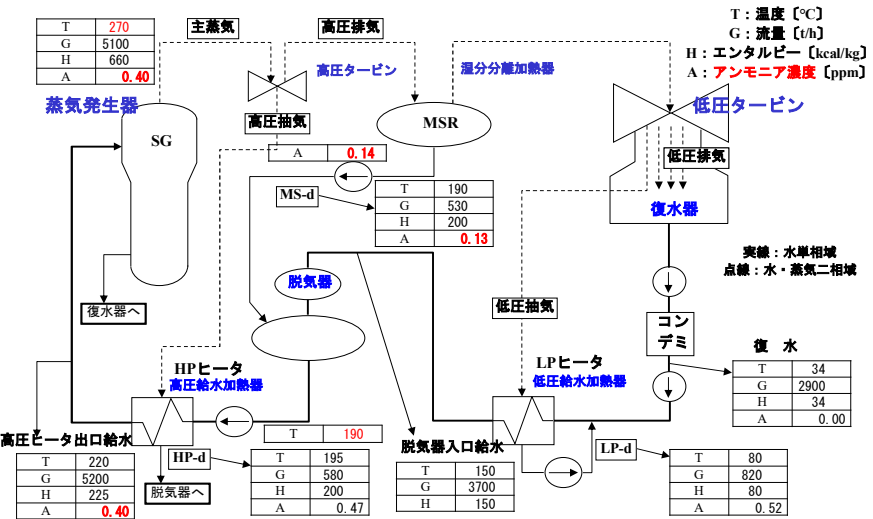 T 270
G 5100
H 660
A 0.40
主蒸気
高圧排気
高圧タービン
湿分分離加熱器
T：温度〔℃〕
G：流量〔t/h〕
H：エンタルピー〔kcal/kg〕
A：アンモニア濃度〔ppm〕
蒸気発生器
SG
高圧抽気
MSR
低圧タービン
A 0.14
低圧排気
MS-d
T 190
G 530
H 200
A 0.13
復水器
実線：水単相域
点線：水・蒸気二相域
脱気器
復水器へ
低圧抽気
コン
デミ
復 水
T 34
G 2900
H 34
A 0.00
HPヒータ
高圧給水加熱器
LPヒータ
低圧給水加熱器
T 190
高圧ヒータ出口給水
T 220
G 5200
H 225
A 0.40
HP-d
脱気器へ
T 195
G 580
H 200
A 0.47
脱気器入口給水
T 150
G 3700
H 150
LP-d
T 80
G 820
H 80
A 0.52